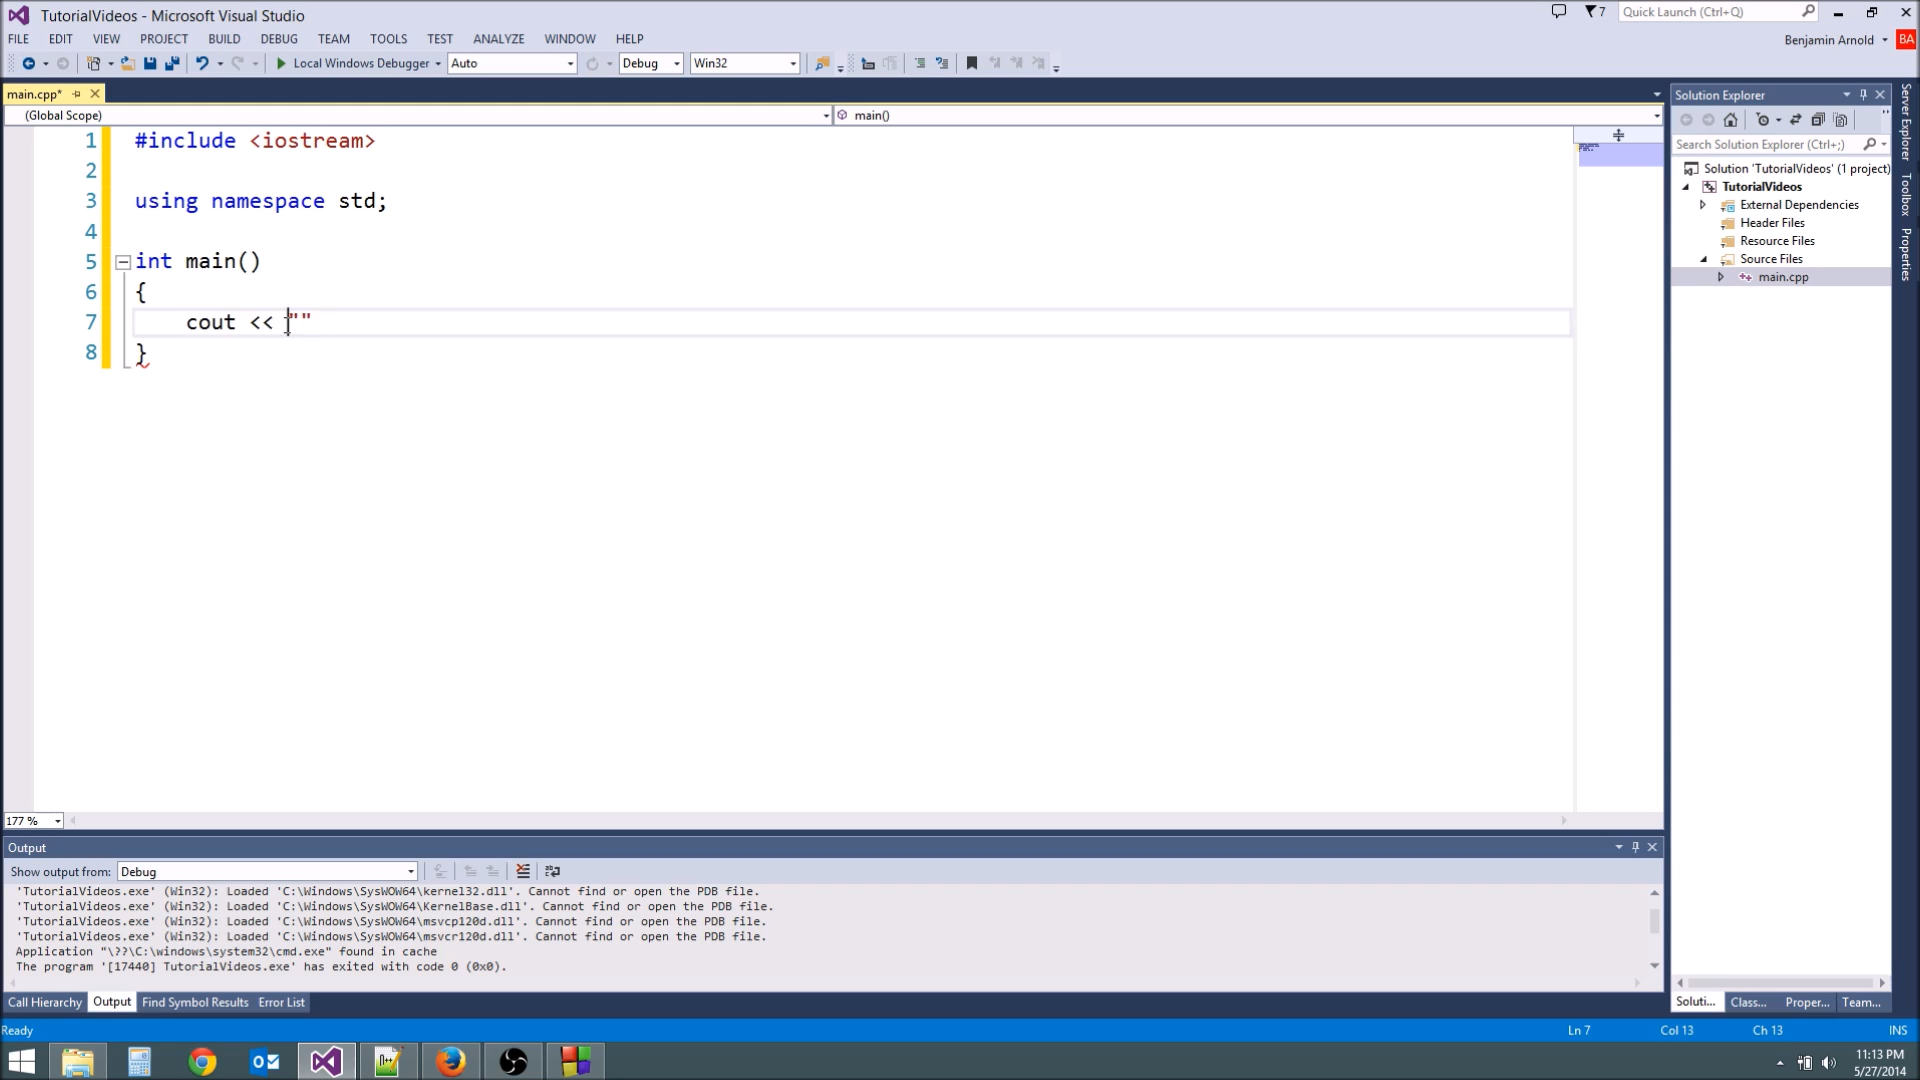 TutorialVideos - Microsoft Visual Studio
7
Quick Launch (Ctrl+Q)
FILE EDIT VIEW PROJECT BUILD DEBUG TEAM TOOLS TEST ANALYZE WINDOW HELP
Benjamin Arnold BA
Local Windows Debugger Auto Debug Win32
main.cpp*
(Global Scope) main()
1 #include <iostream>
2
3 using namespace std;
4
5 int main()
6 {
7 cout << ""
8 }
177 %
Solution Explorer
Search Solution Explorer (Ctrl+;)
Solution 'TutorialVideos' (1 project)
TutorialVideos
External Dependencies
Header Files
Resource Files
Source Files
main.cpp
Server Explorer
Toolbox
Properties
Output
Show output from: Debug
'TutorialVideos.exe' (Win32): Loaded 'C:\Windows\SysWOW64\kernel32.dll'. Cannot find or open the PDB file.
'TutorialVideos.exe' (Win32): Loaded 'C:\Windows\SysWOW64\KernelBase.dll'. Cannot find or open the PDB file.
'TutorialVideos.exe' (Win32): Loaded 'C:\Windows\SysWOW64\msvcp120d.dll'. Cannot find or open the PDB file.
'TutorialVideos.exe' (Win32): Loaded 'C:\Windows\SysWOW64\msvcr120d.dll'. Cannot find or open the PDB file.
Application "\??\C:\windows\system32\cmd.exe" found in cache
The program '[17440] TutorialVideos.exe' has exited with code 0 (0x0).
Call Hierarchy Output Find Symbol Results Error List
Soluti... Class... Proper... Team...
Ready Ln 7 Col 13 Ch 13 INS
11:13 PM
5/27/2014